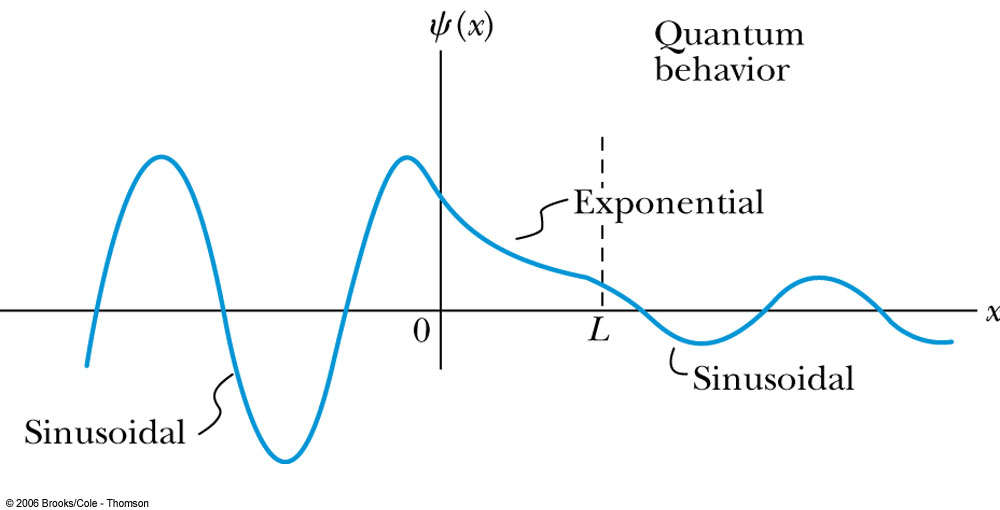 ψ(x)
Quantum
behavior
Exponential
x
0
L
Sinusoidal
Sinusoidal
© 2006 Brooks/Cole - Thomson